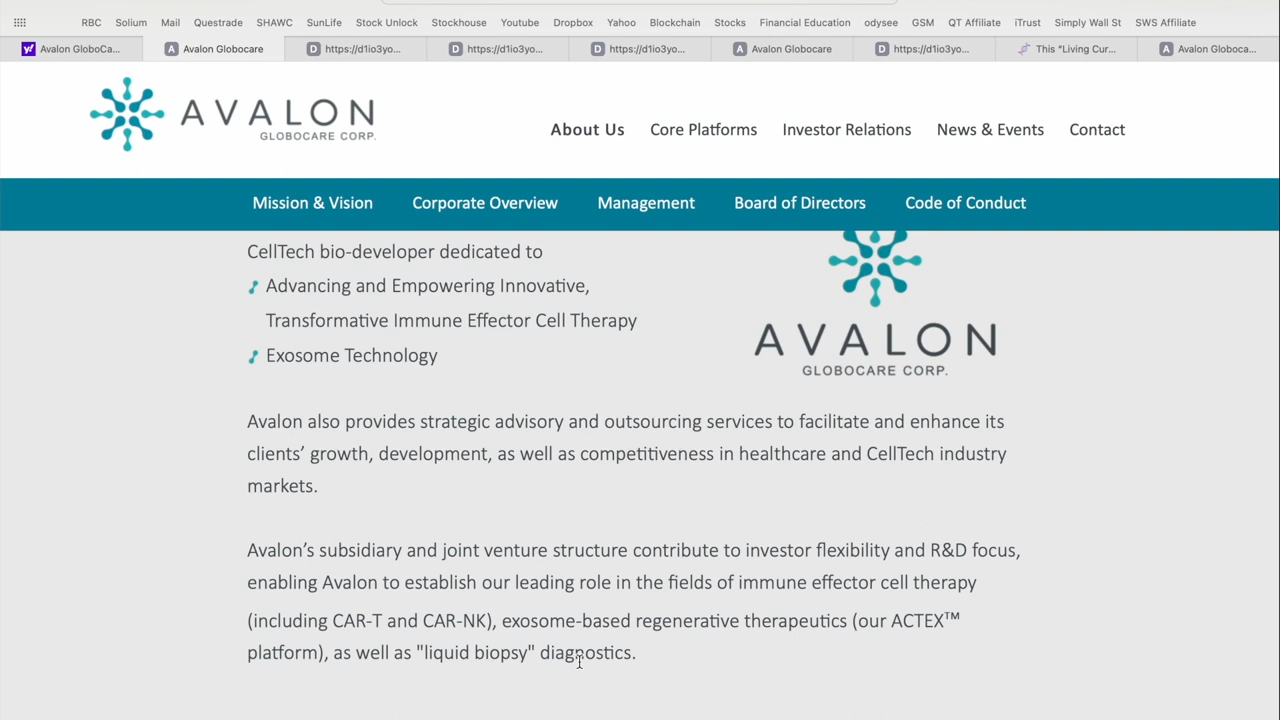 RBC Solium Mail Questrade SHAWC SunLife Stock Unlock Stockhouse Youtube Dropbox Yahoo Blockchain Stocks Financial Education odysee GSM QT Affiliate iTrust Simply Wall St SWS Affiliate
Avalon GloboCa... Avalon Globocare https://d1io3yo... https://d1io3yo... https://d1io3yo... Avalon Globocare https://d1io3yo... This "Living Cur... Avalon Globoca...
AVALON
GLOBOCARE CORP.
About Us Core Platforms Investor Relations News & Events Contact
Mission & Vision Corporate Overview Management Board of Directors Code of Conduct
CellTech bio-developer dedicated to
Advancing and Empowering Innovative,
Transformative Immune Effector Cell Therapy
Exosome Technology
AVALON
GLOBOCARE CORP.
Avalon also provides strategic advisory and outsourcing services to facilitate and enhance its
clients’ growth, development, as well as competitiveness in healthcare and CellTech industry
markets.
Avalon’s subsidiary and joint venture structure contribute to investor flexibility and R&D focus,
enabling Avalon to establish our leading role in the fields of immune effector cell therapy
(including CAR-T and CAR-NK), exosome-based regenerative therapeutics (our ACTEX™
platform), as well as "liquid biopsy" diagnostics.